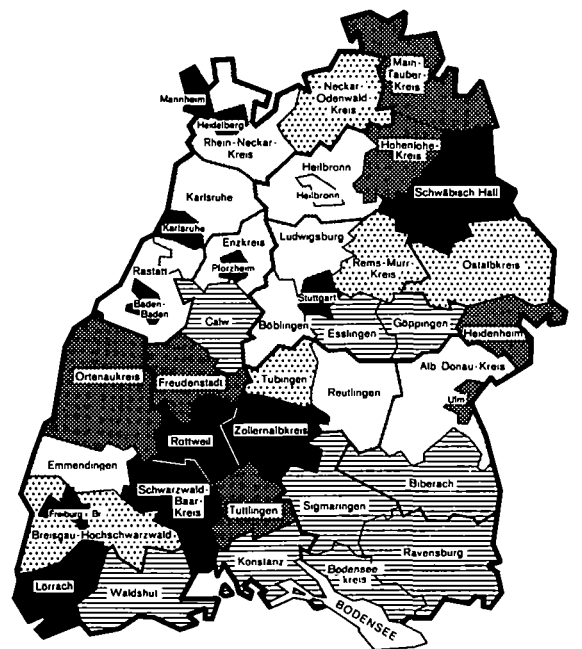 Main-
Tauber-
Kreis
Neckar-
Odenwald-
Kreis
Mannheim
Heidelberg
Rhein-Neckar-
Kreis
Hohenlohe-
Kreis
Heilbronn
Heilbronn
Schwäbisch Hall
Karlsruhe
Karlsruhe
Enzkreis
Ludwigsburg
Rems-Murr-
Kreis
Ostalbkreis
Rastatt
Pforzheim
Baden-
Baden
Stuttgart
Calw
Böblingen
Esslingen
Göppingen
Heidenheim
Ortenaukreis
Freudenstadt
Tübingen
Reutlingen
Alb Donau-Kreis
Ulm
Rottweil
Zollernalbkreis
Emmendingen
Schwarzwald-
Baar-
Kreis
Biberach
Freiburg i Br
Tuttlingen
Sigmaringen
Breisgau-Hochschwarzwald
Ravensburg
Konstanz
Bodensee
kreis
Lörrach
Waldshut
BODENSEE